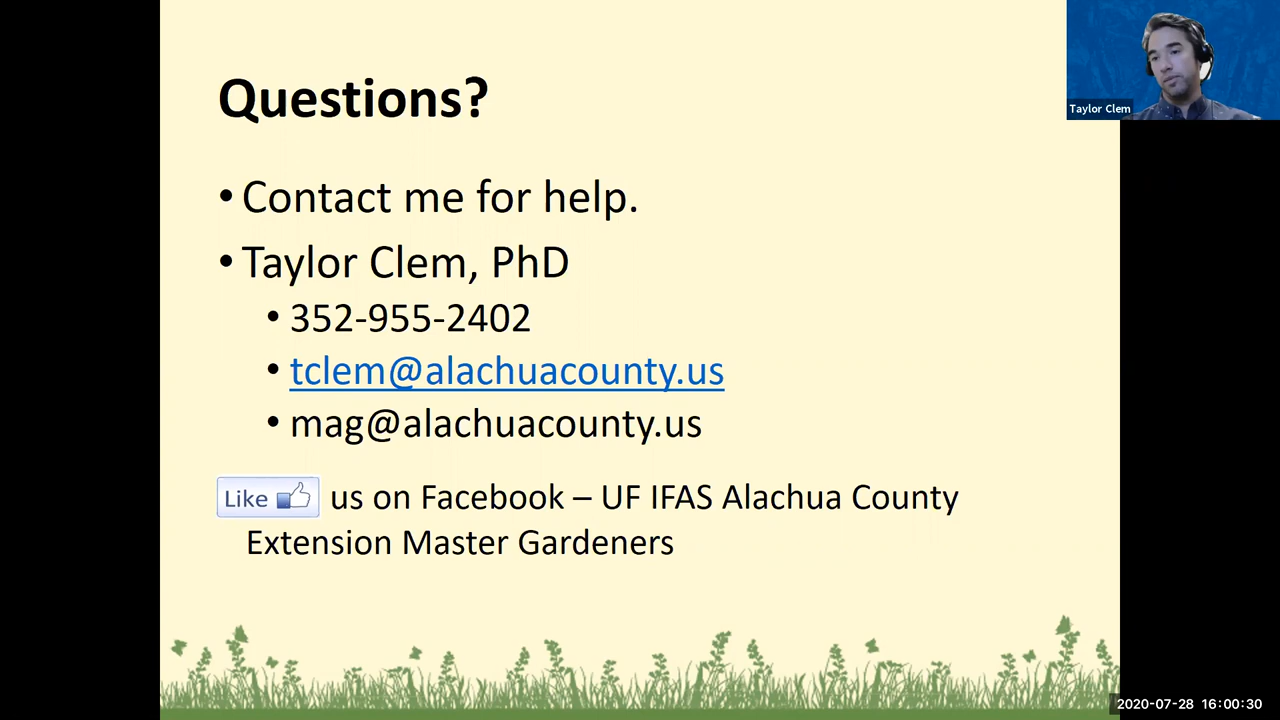 Questions?
• Contact me for help.
• Taylor Clem, PhD
• 352-955-2402
• tclem@alachuacounty.us
• mag@alachuacounty.us
Like us on Facebook – UF IFAS Alachua County
Extension Master Gardeners
Taylor Clem
2020-07-28 16:00:30